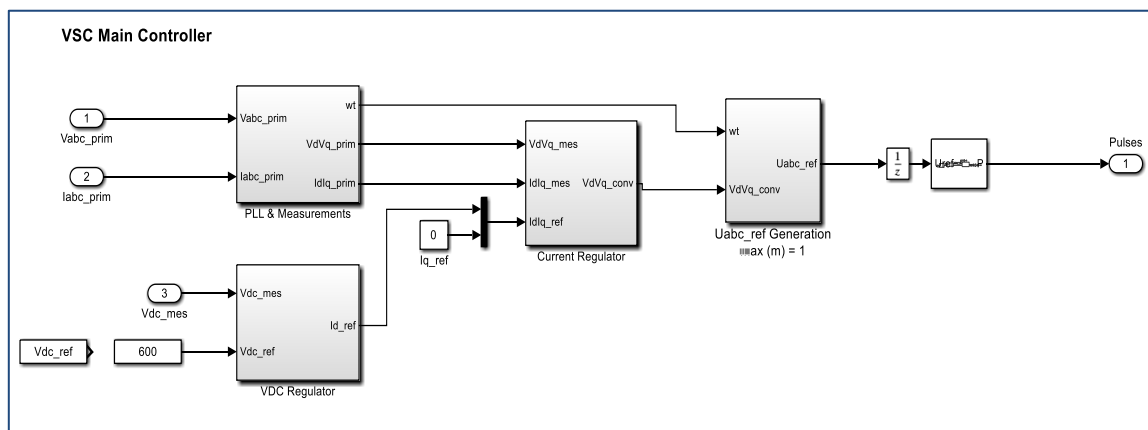 VSC Main Controller
1
Vabc_prim
2
Iabc_prim
Vabc_prim
Iabc_prim
wt
VdVq_prim
IdIq_prim
PLL & Measurements
VdVq_mes
IdIq_mes
IdIq_ref
VdVq_conv
Current Regulator
0
Iq_ref
wt
VdVq_conv
Uabc_ref
Uabc_ref Generation
(m) = 1
1
z
Pulses
1
3
Vdc_mes
Vdc_ref
600
Vdc_mes
Vdc_ref
Id_ref
VDC Regulator